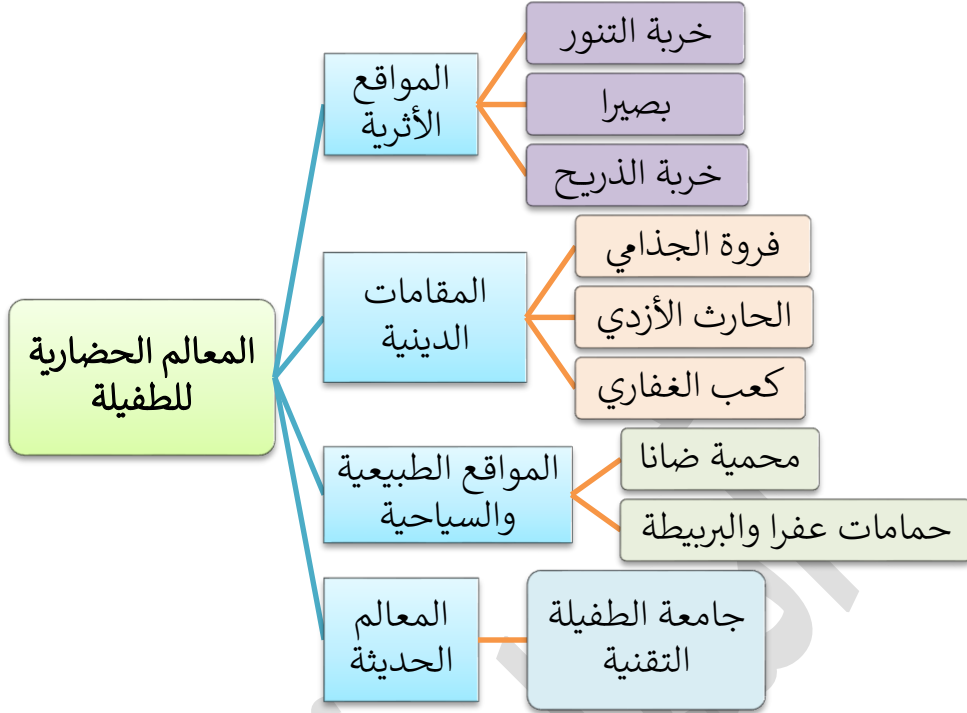 المعالم الحضارية
للطفيلة
المواقع
الأثرية
خربة التنور
بصيرا
خربة الذريح
المقامات
الدينية
فروة الجذامي
الحارث الأزدي
كعب الغفاري
المواقع الطبيعية
والسياحية
محمية ضانا
حمامات عفرا والبربيطة
المعالم
الحديثة
جامعة الطفيلة
التقنية